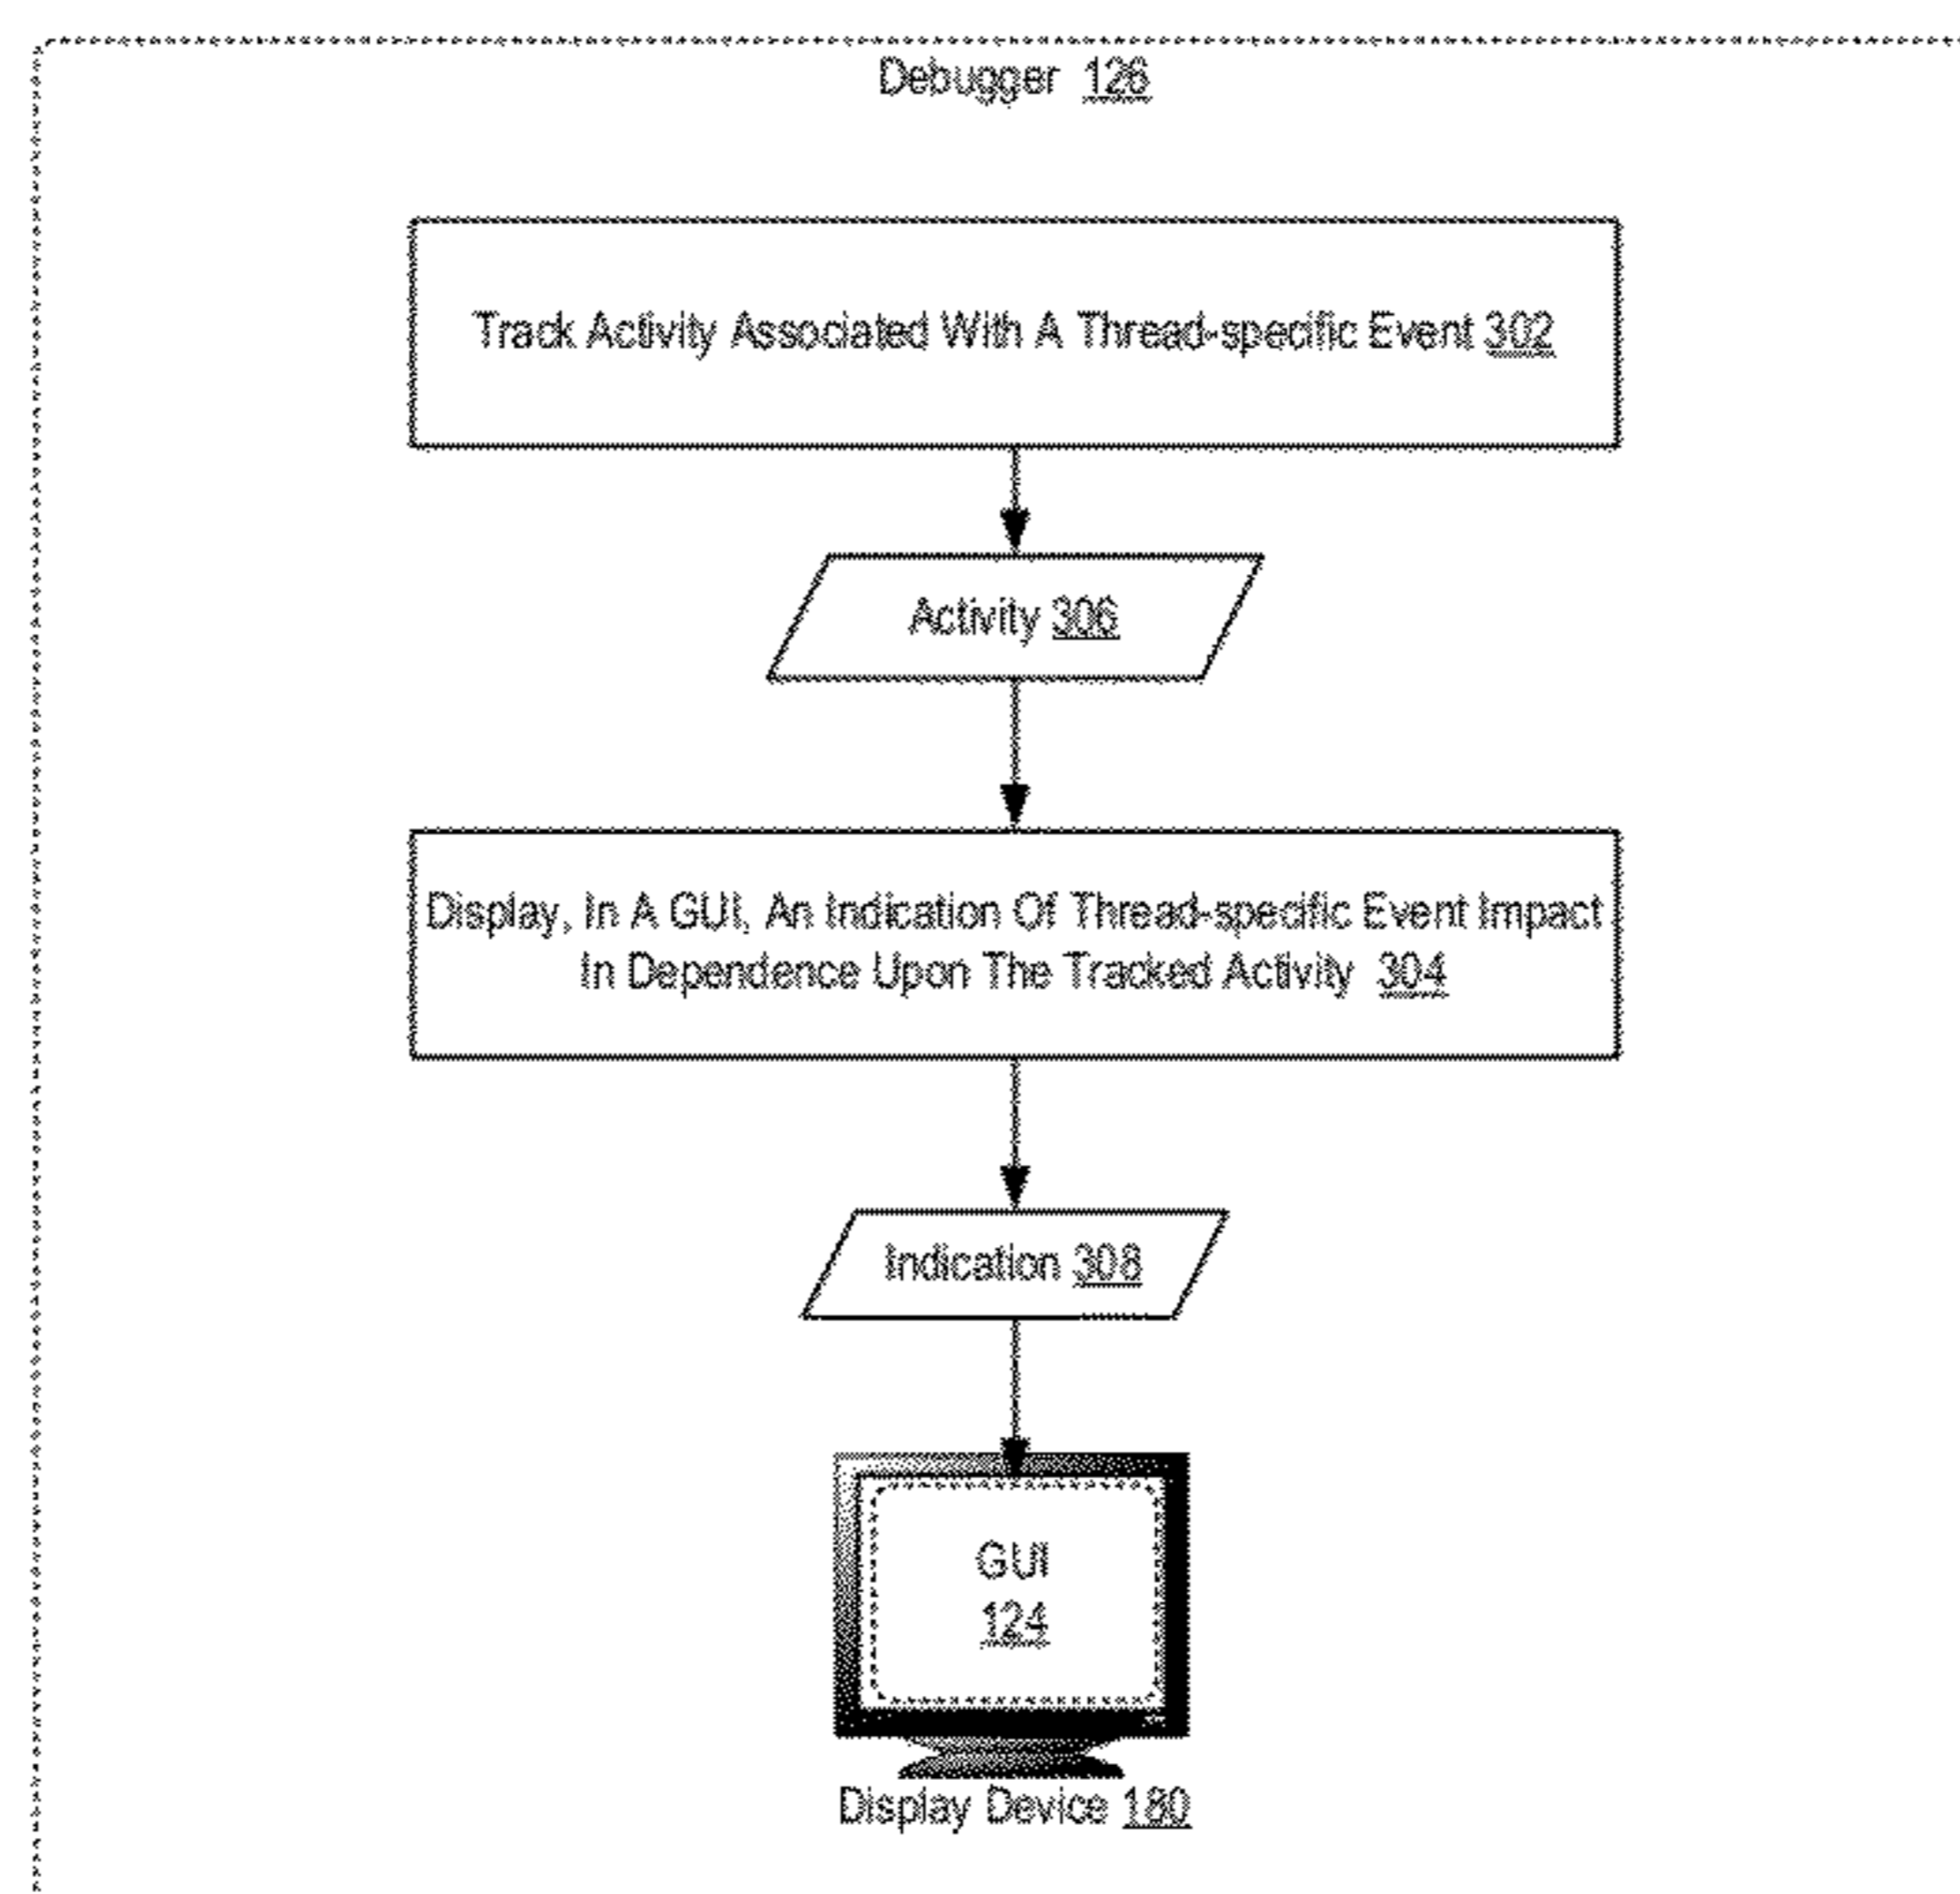 Debugger 126
Track Activity Associated With A Thread-specific Event 302
Activity 306
Display, In A GUI, An Indication Of Thread-specific Event Impact
In Dependence Upon The Tracked Activity 304
Indication 308
GUI
124
Display Device 180